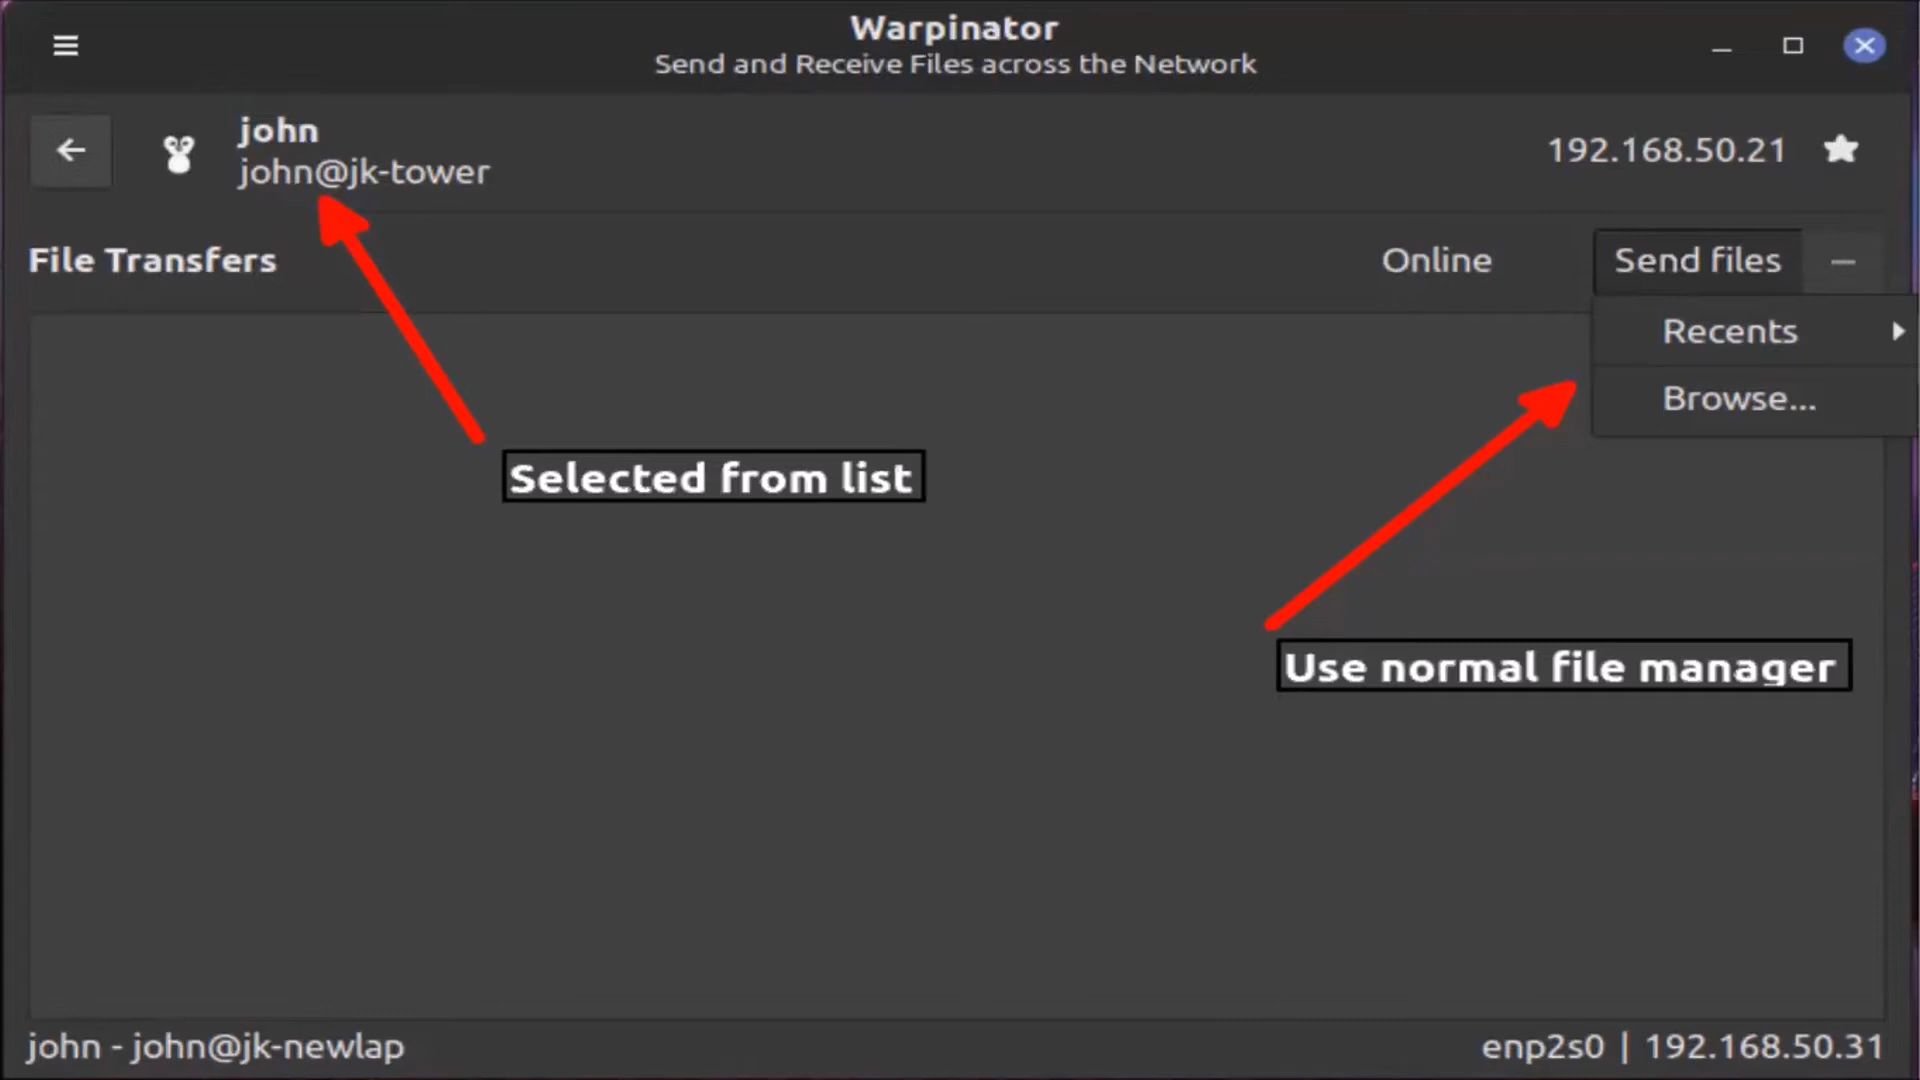 Warpinator
Send and Receive Files across the Network
john
john@jk-tower
192.168.50.21
File Transfers
Online
Send files
Recents
Browse...
Selected from list
Use normal file manager
john - john@jk-newlap
enp2s0 | 192.168.50.31